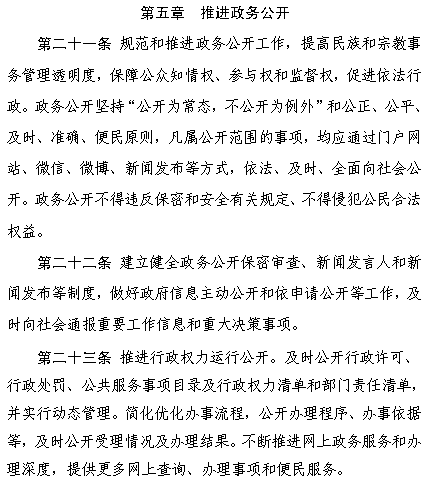 第五章　推进政务公开
第二十一条 规范和推进政务公开工作，提高民族和宗教事
务管理透明度，保障公众知情权、参与权和监督权，促进依法行
政。政务公开坚持“公开为常态，不公开为例外”和公正、公平、
及时、准确、便民原则，凡属公开范围的事项，均应通过门户网
站、微信、微博、新闻发布等方式，依法、及时、全面向社会公
开。政务公开不得违反保密和安全有关规定、不得侵犯公民合法
权益。
第二十二条 建立健全政务公开保密审查、新闻发言人和新
闻发布等制度，做好政府信息主动公开和依申请公开等工作，及
时向社会通报重要工作信息和重大决策事项。
第二十三条 推进行政权力运行公开。及时公开行政许可、
行政处罚、公共服务事项目录及行政权力清单和部门责任清单，
并实行动态管理。简化优化办事流程，公开办理程序、办事依据
等，及时公开受理情况及办理结果。不断推进网上政务服务和办
理深度，提供更多网上查询、办理事项和便民服务。